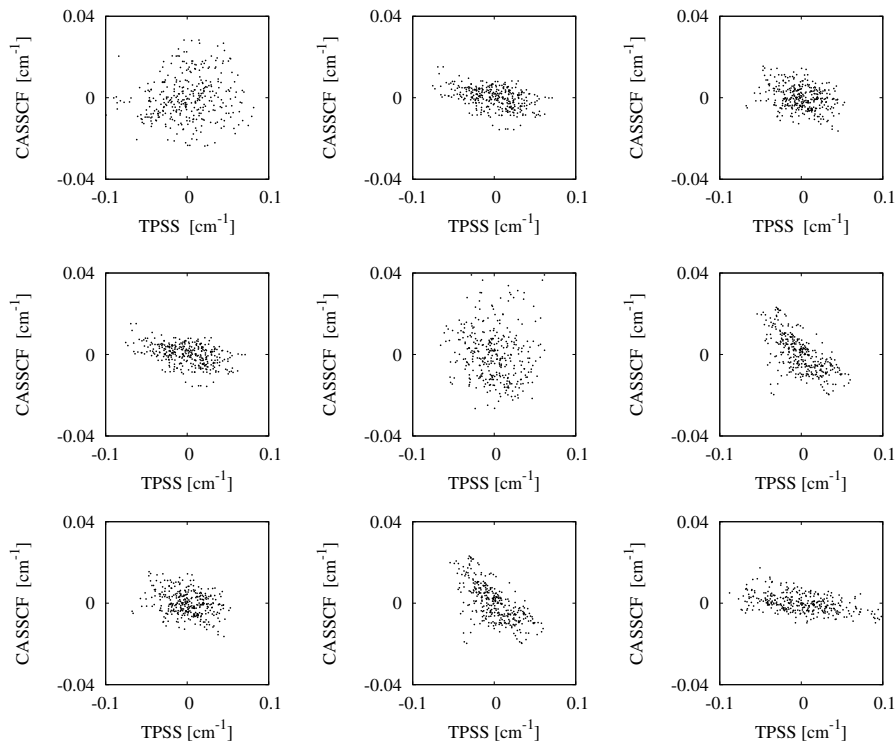 0.04 0.04 0.04
CASSCF [cm⁻¹] CASSCF [cm⁻¹] CASSCF [cm⁻¹]
0 0 0
-0.04 -0.04 -0.04
-0.1 0 0.1 -0.1 0 0.1 -0.1 0 0.1
TPSS [cm⁻¹] TPSS [cm⁻¹] TPSS [cm⁻¹]
0.04 0.04 0.04
CASSCF [cm⁻¹] CASSCF [cm⁻¹] CASSCF [cm⁻¹]
0 0 0
-0.04 -0.04 -0.04
-0.1 0 0.1 -0.1 0 0.1 -0.1 0 0.1
TPSS [cm⁻¹] TPSS [cm⁻¹] TPSS [cm⁻¹]
0.04 0.04 0.04
CASSCF [cm⁻¹] CASSCF [cm⁻¹] CASSCF [cm⁻¹]
0 0 0
-0.04 -0.04 -0.04
-0.1 0 0.1 -0.1 0 0.1 -0.1 0 0.1
TPSS [cm⁻¹] TPSS [cm⁻¹] TPSS [cm⁻¹]